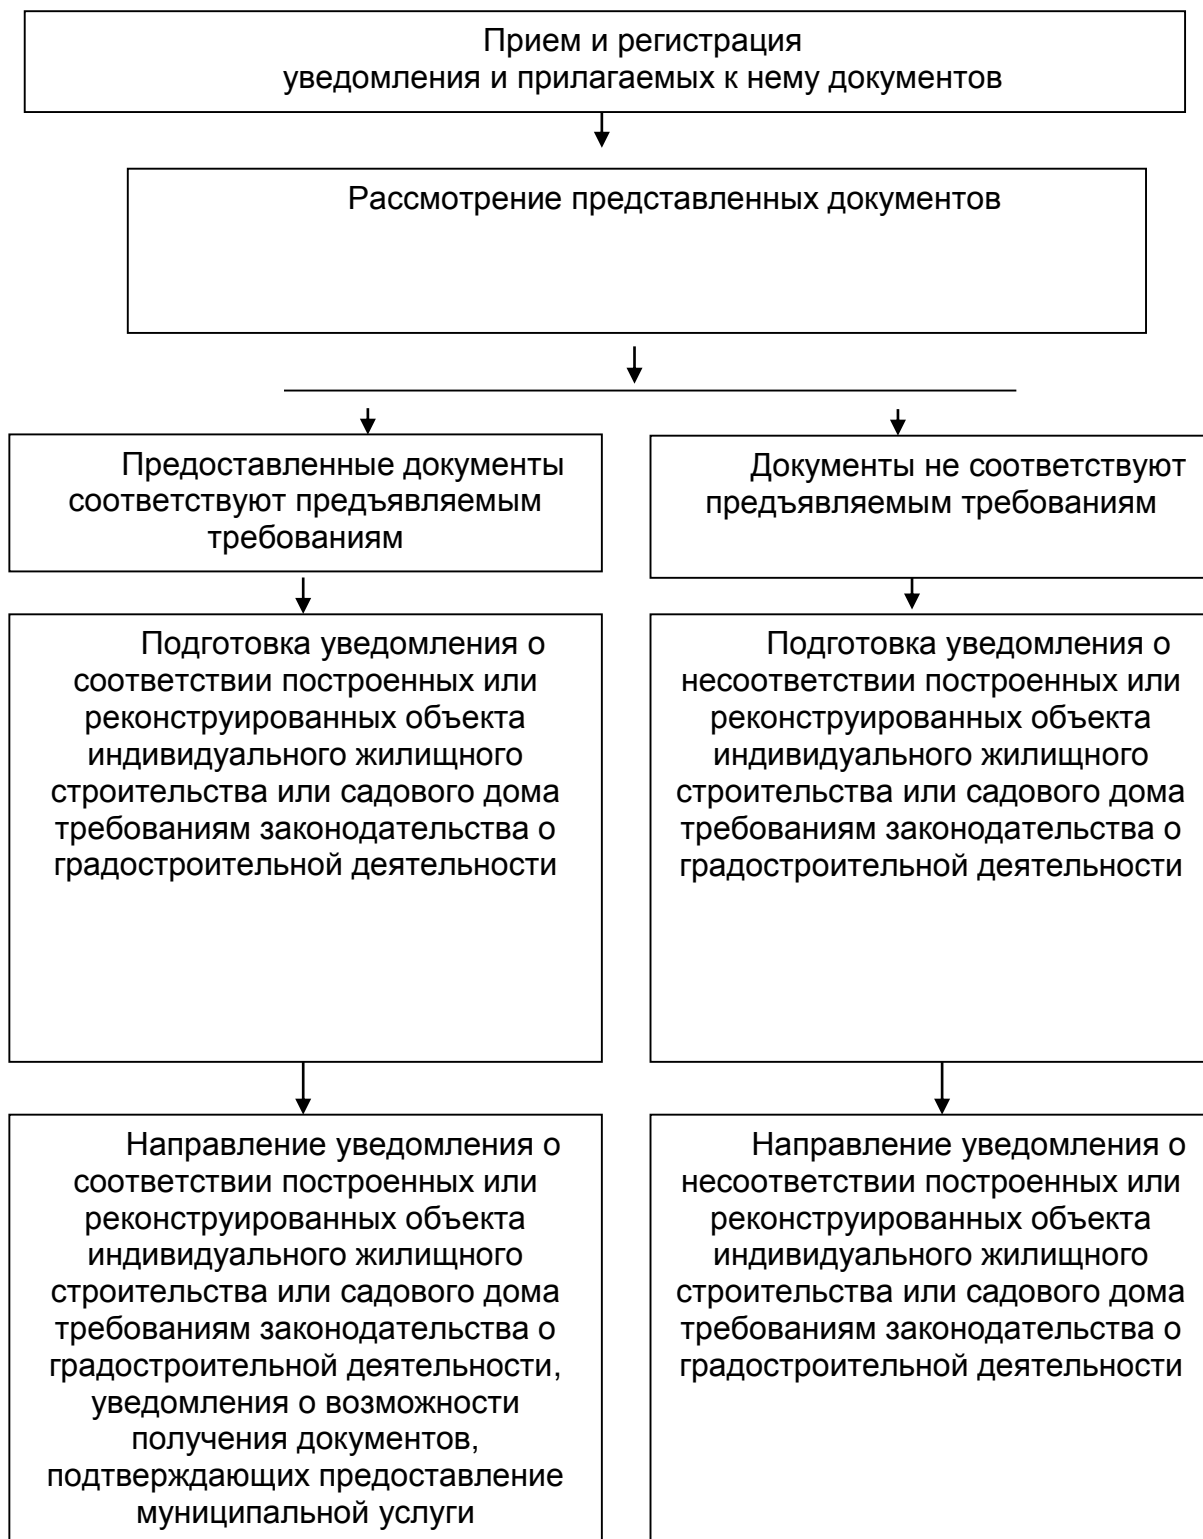 Прием и регистрация
уведомления и прилагаемых к нему документов
Рассмотрение представленных документов
Предоставленные документы
соответствуют предъявляемым
требованиям
Документы не соответствуют
предъявляемым требованиям
Подготовка уведомления о
соответствии построенных или
реконструированных объекта
индивидуального жилищного
строительства или садового дома
требованиям законодательства о
градостроительной деятельности
Подготовка уведомления о
несоответствии построенных или
реконструированных объекта
индивидуального жилищного
строительства или садового дома
требованиям законодательства о
градостроительной деятельности
Направление уведомления о
соответствии построенных или
реконструированных объекта
индивидуального жилищного
строительства или садового дома
требованиям законодательства о
градостроительной деятельности,
уведомления о возможности
получения документов,
подтверждающих предоставление
муниципальной услуги
Направление уведомления о
несоответствии построенных или
реконструированных объекта
индивидуального жилищного
строительства или садового дома
требованиям законодательства о
градостроительной деятельности